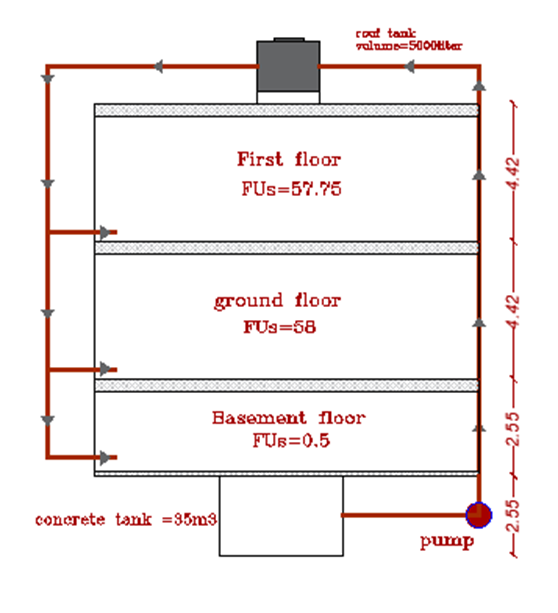 roof tank
volume=5000liter
First floor
FUs=57.75
4.42
ground floor
FUs=58
4.42
Basement floor
FUs=0.5
2.55
concrete tank =35m3
pump
2.55